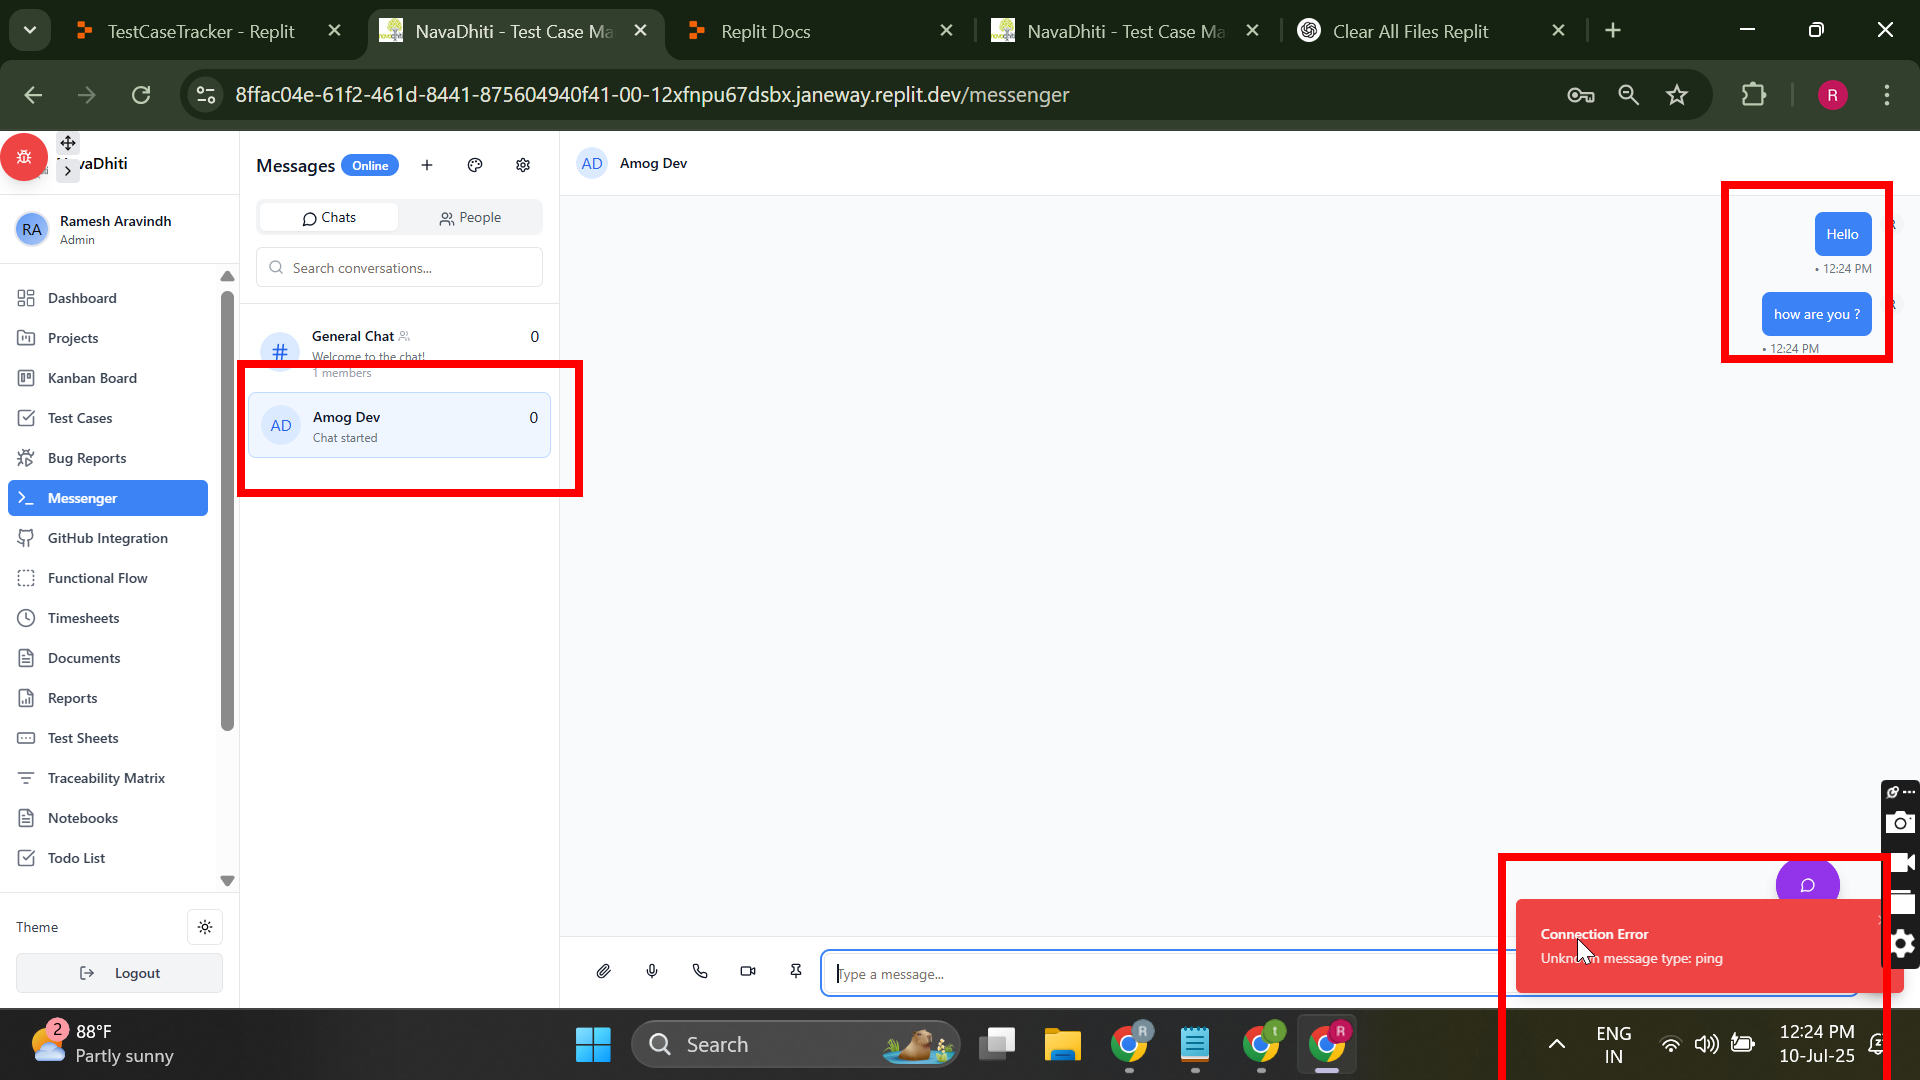 TestCaseTracker - Replit
NavaDhiti - Test Case Ma
Replit Docs
NavaDhiti - Test Case Ma
Clear All Files Replit
8ffac04e-61f2-461d-8441-875604940f41-00-12xfnpu67dsbx.janeway.replit.dev/messenger
R
vaDhiti
RA
Ramesh Aravindh
Admin
Dashboard
Projects
Kanban Board
Test Cases
Bug Reports
Messenger
GitHub Integration
Functional Flow
Timesheets
Documents
Reports
Test Sheets
Traceability Matrix
Notebooks
Todo List
Theme
Logout
Messages
Online
Chats
People
Search conversations...
#
General Chat
0
Welcome to the chat!
1 members
AD
Amog Dev
0
Chat started
AD
Amog Dev
Hello
• 12:24 PM
how are you ?
• 12:24 PM
Type a message...
Connection Error
Unknown message type: ping
2
88°F
Partly sunny
Search
R
t
R
ENG
IN
12:24 PM
10-Jul-25